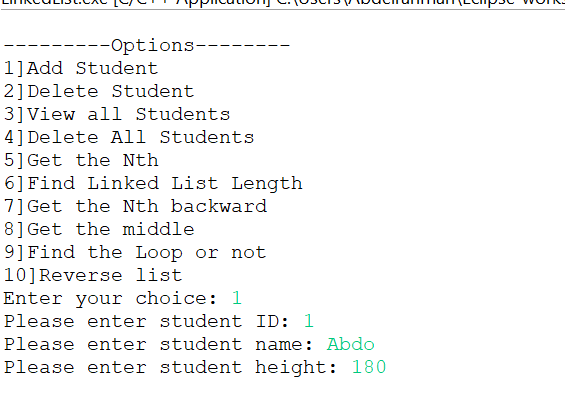 LinkedList.exe [C/C++ Application] C:\Users\Abdelrahman\Eclipse-works
---------Options--------
1]Add Student
2]Delete Student
3]View all Students
4]Delete All Students
5]Get the Nth
6]Find Linked List Length
7]Get the Nth backward
8]Get the middle
9]Find the Loop or not
10]Reverse list
Enter your choice: 1
Please enter student ID: 1
Please enter student name: Abdo
Please enter student height: 180